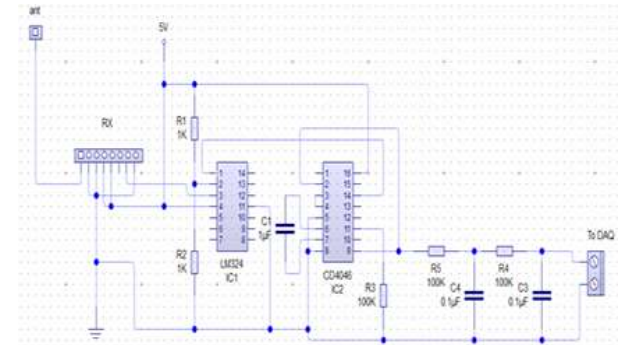 ant
5V
RX
R1
1K
1 14
2 13
3 12
4 11
5 10
6 9
7 8
LM324
IC1
R2
1K
C1
1µF
1 16
2 15
3 14
4 13
5 12
6 11
7 10
8 9
CD4046
IC2
R3
100K
R5
100K
C4
0.1µF
R4
100K
C3
0.1µF
To DAQ